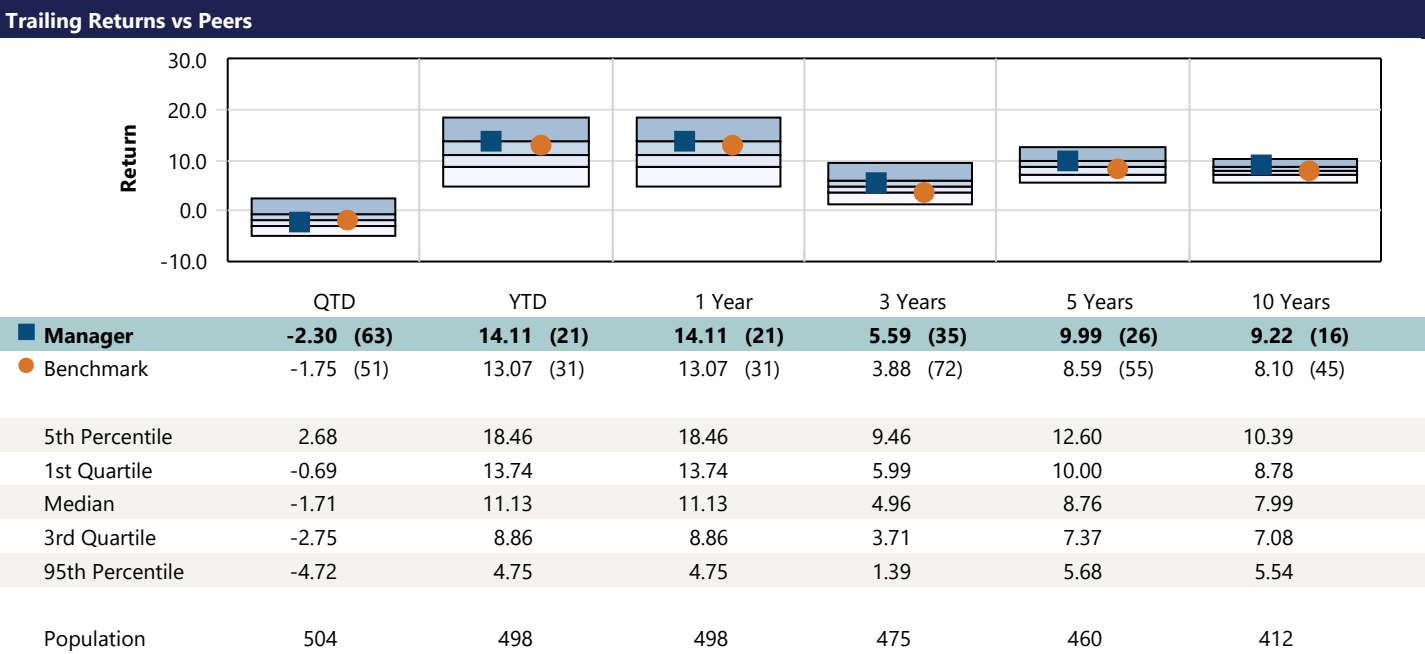 Trailing Returns vs Peers
30.0
20.0
10.0
0.0
-10.0
Return
QTD YTD 1 Year 3 Years 5 Years 10 Years
Manager -2.30 (63) 14.11 (21) 14.11 (21) 5.59 (35) 9.99 (26) 9.22 (16)
Benchmark -1.75 (51) 13.07 (31) 13.07 (31) 3.88 (72) 8.59 (55) 8.10 (45)
5th Percentile 2.68 18.46 18.46 9.46 12.60 10.39
1st Quartile -0.69 13.74 13.74 5.99 10.00 8.78
Median -1.71 11.13 11.13 4.96 8.76 7.99
3rd Quartile -2.75 8.86 8.86 3.71 7.37 7.08
95th Percentile -4.72 4.75 4.75 1.39 5.68 5.54
Population 504 498 498 475 460 412